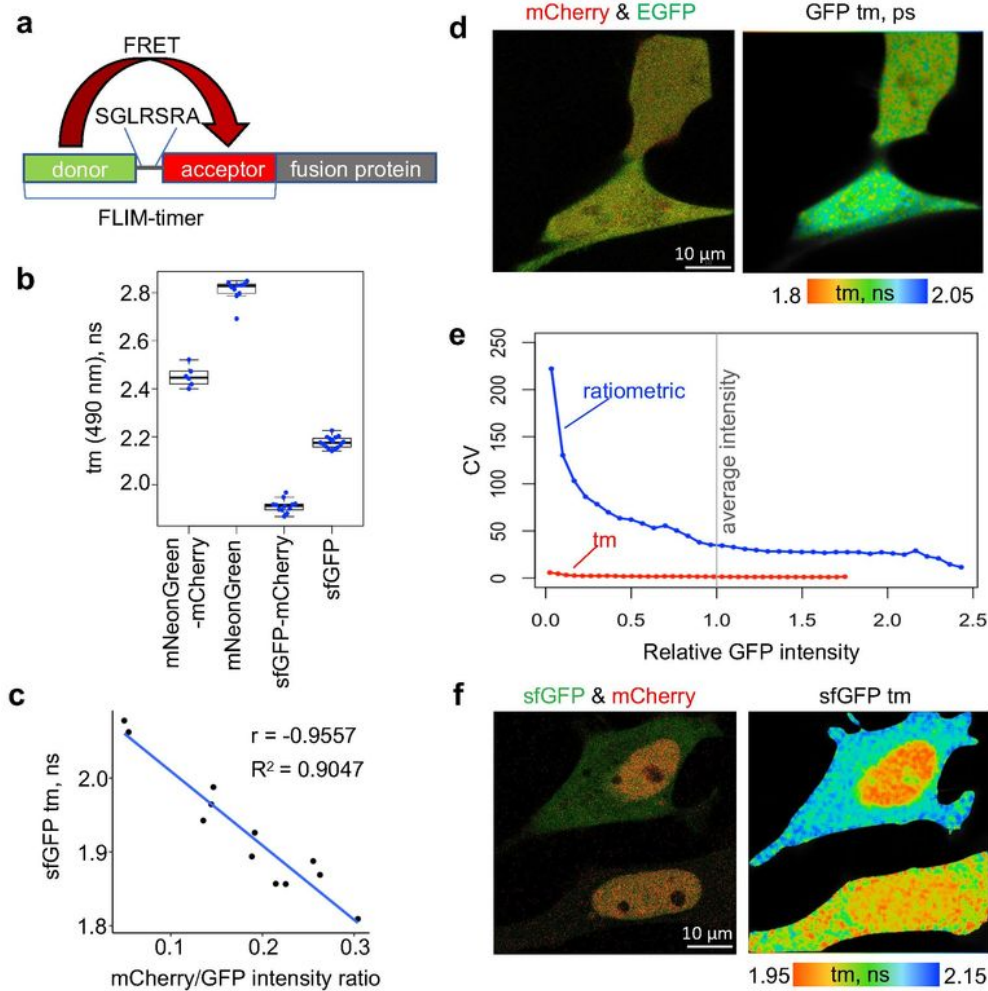 a
FRET
SGLRSRA
donor
acceptor
fusion protein
FLIM-timer
b
tm (490 nm), ns
2.8
2.6
2.4
2.2
2.0
mNeonGreen
-mCherry
mNeonGreen
sfGFP-mCherry
sfGFP
c
r = -0.9557
R² = 0.9047
sfGFP tm, ns
2.0
1.9
1.8
0.1
0.2
0.3
mCherry/GFP intensity ratio
d
mCherry & EGFP
GFP tm, ps
10 µm
1.8
tm, ns
2.05
e
CV
250
200
150
100
50
0
ratiometric
tm
average intensity
0.0
0.5
1.0
1.5
2.0
2.5
Relative GFP intensity
f
sfGFP & mCherry
sfGFP tm
10 µm
1.95
tm, ns
2.15